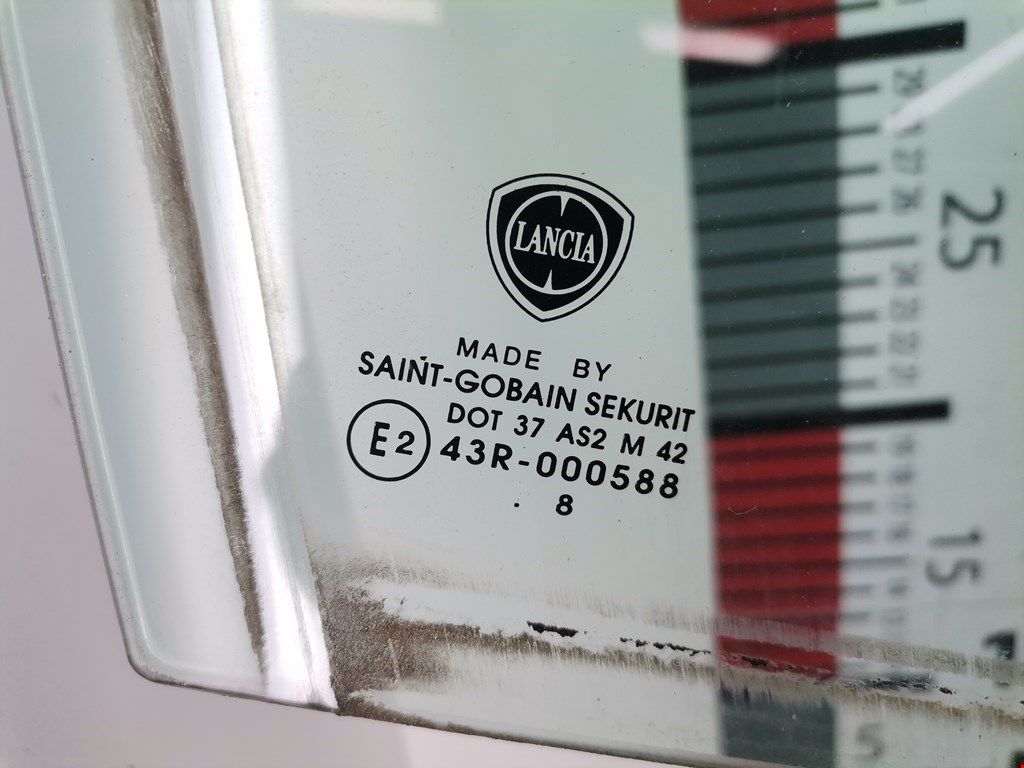 LANCIA
MADE BY
SAINT-GOBAIN SEKURIT
DOT 37 AS2 M 42
E2 43R-000588
. 8
25
15